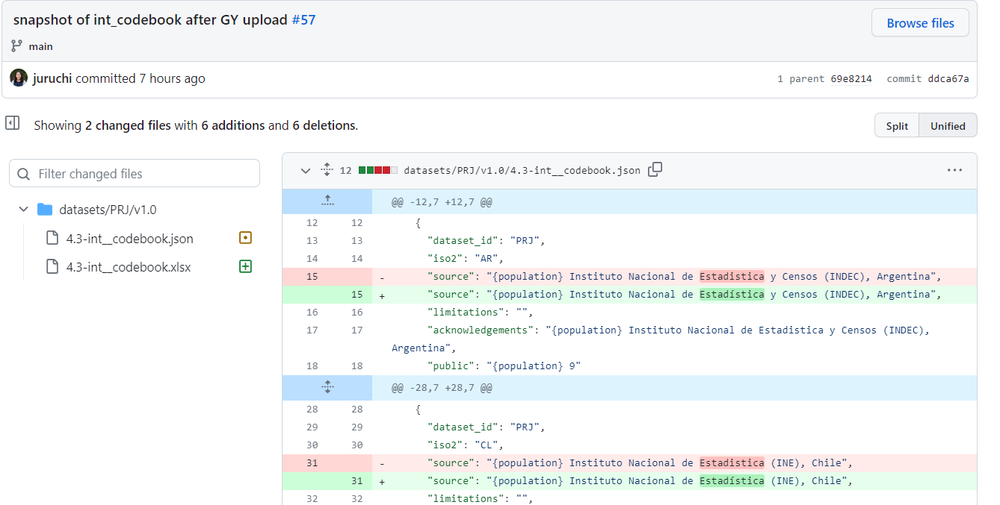 snapshot of int_codebook after GY upload #57
Browse files
main
juruchi committed 7 hours ago
1 parent 69e8214 commit ddca67a
Showing 2 changed files with 6 additions and 6 deletions.
Split Unified
Filter changed files
datasets/PRJ/v1.0
4.3-int__codebook.json
4.3-int__codebook.xlsx
12 datasets/PRJ/v1.0/4.3-int__codebook.json
@@ -12,7 +12,7 @@
12 12 {
13 13 "dataset_id": "PRJ",
14 14 "iso2": "AR",
15 - "source": "{population} Instituto Nacional de Estadistica y Censos (INDEC), Argentina",
15 + "source": "{population} Instituto Nacional de Estadística y Censos (INDEC), Argentina",
16 16 "limitations": "",
17 17 "acknowledgements": "{population} Instituto Nacional de Estadistica y Censos (INDEC),
Argentina",
18 18 "public": "{population} 9"
@@ -28,7 +28,7 @@
28 28 {
29 29 "dataset_id": "PRJ",
30 30 "iso2": "CL",
31 - "source": "{population} Instituto Nacional de Estadistica (INE), Chile",
31 + "source": "{population} Instituto Nacional de Estadística (INE), Chile",
32 32 "limitations": "",